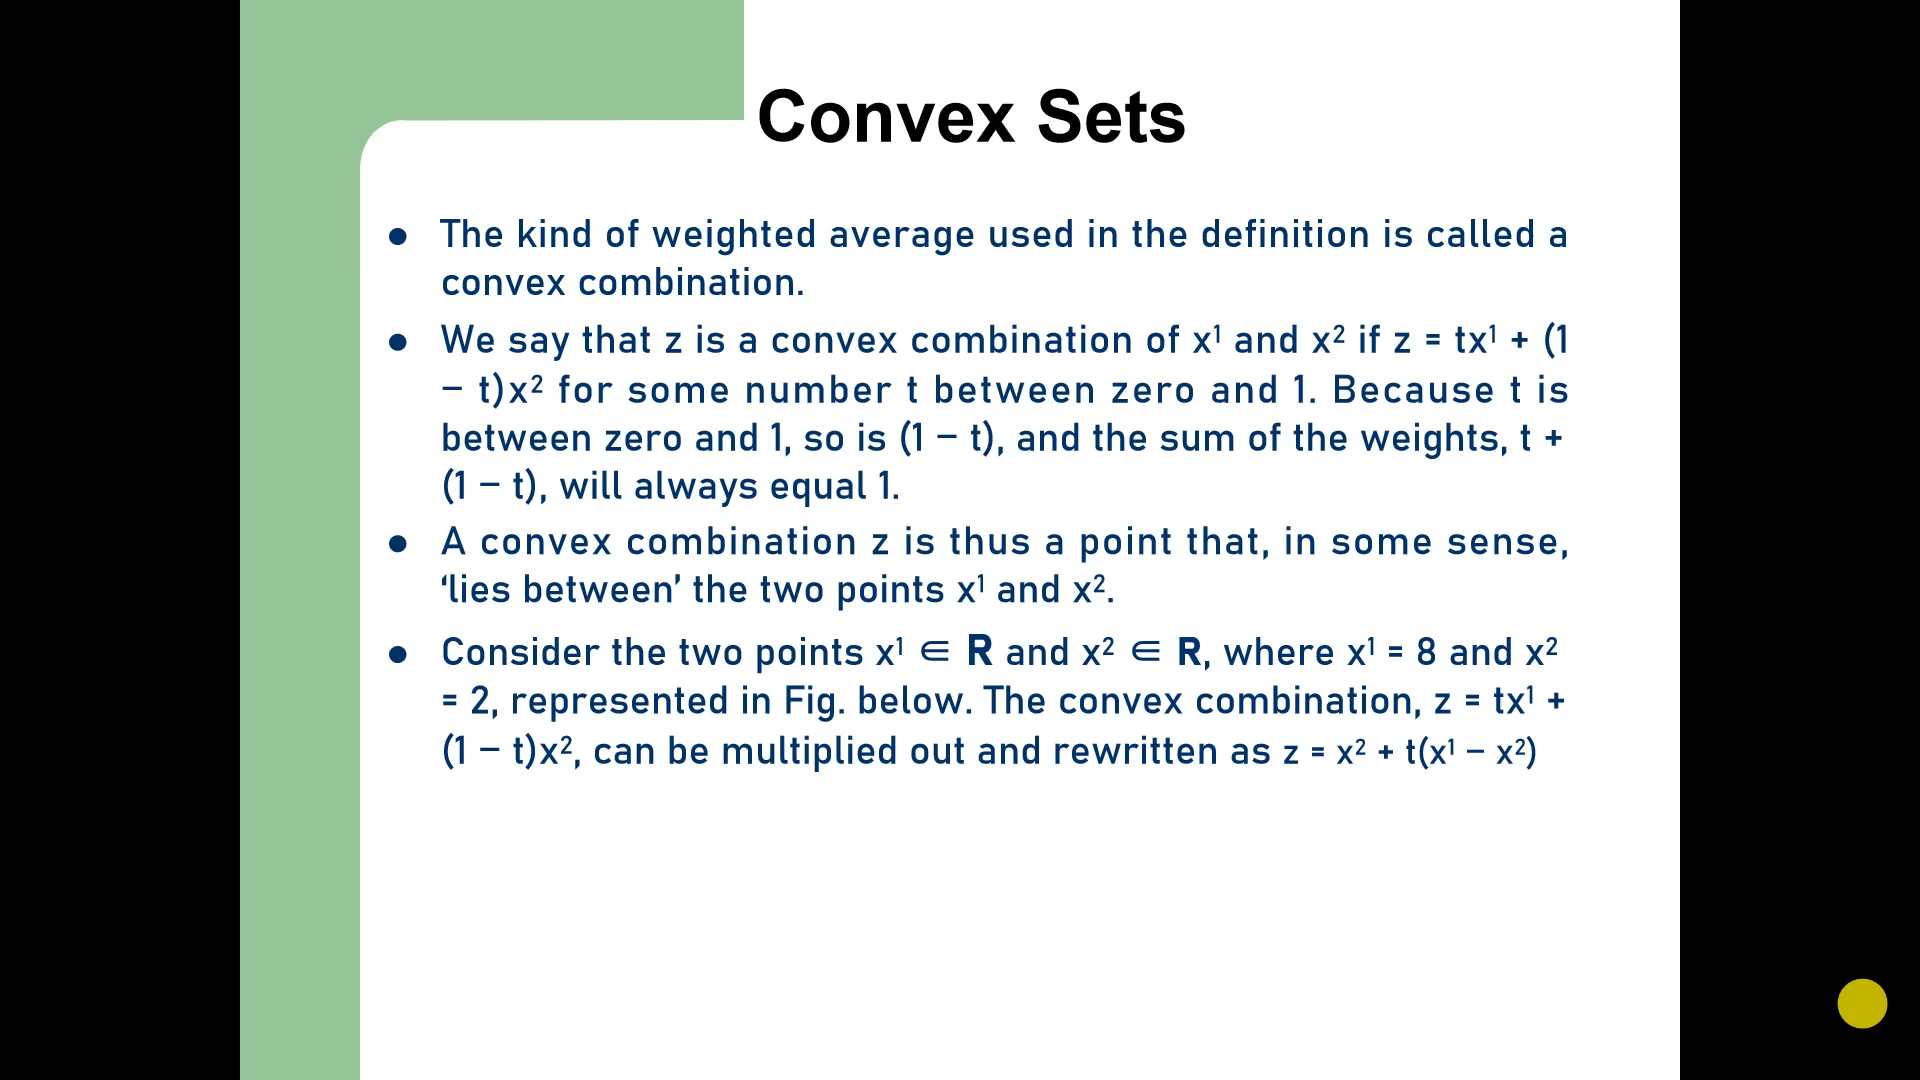 Convex Sets
● The kind of weighted average used in the definition is called a
convex combination.
● We say that z is a convex combination of x¹ and x² if z = tx¹ + (1
− t)x² for some number t between zero and 1. Because t is
between zero and 1, so is (1 − t), and the sum of the weights, t +
(1 − t), will always equal 1.
● A convex combination z is thus a point that, in some sense,
‘lies between’ the two points x¹ and x².
● Consider the two points x¹ ∈ R and x² ∈ R, where x¹ = 8 and x²
= 2, represented in Fig. below. The convex combination, z = tx¹ +
(1 − t)x², can be multiplied out and rewritten as z = x² + t(x¹ − x²)